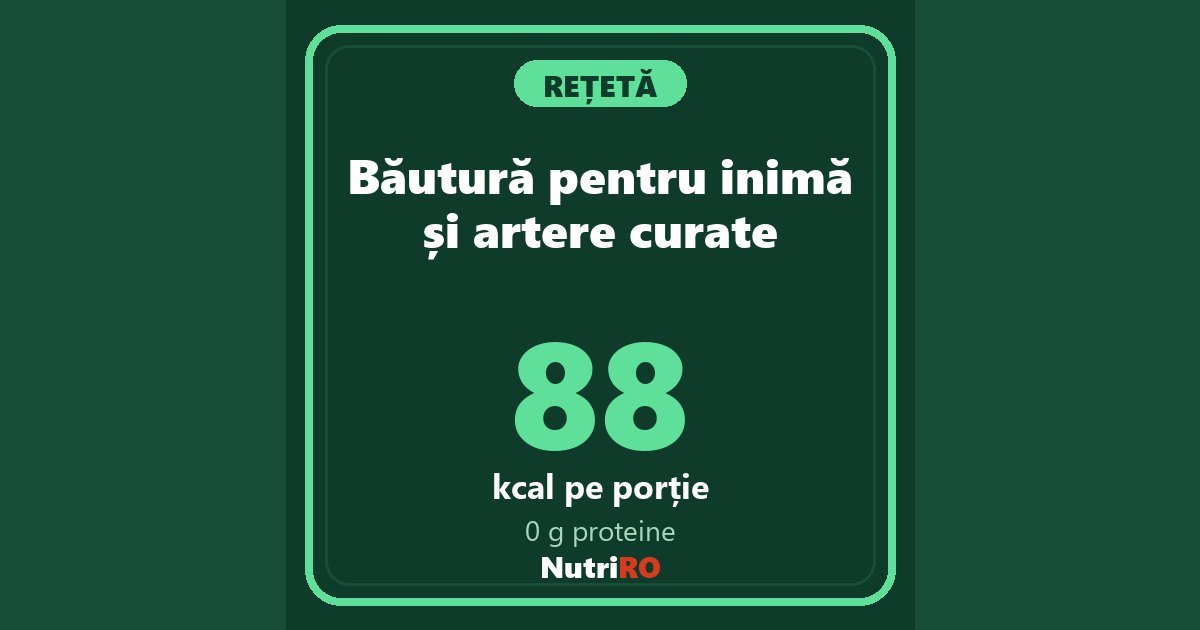 REȚETĂ
Băutură pentru inimă
și artere curate
88
kcal pe porție
0 g proteine
NutriRO